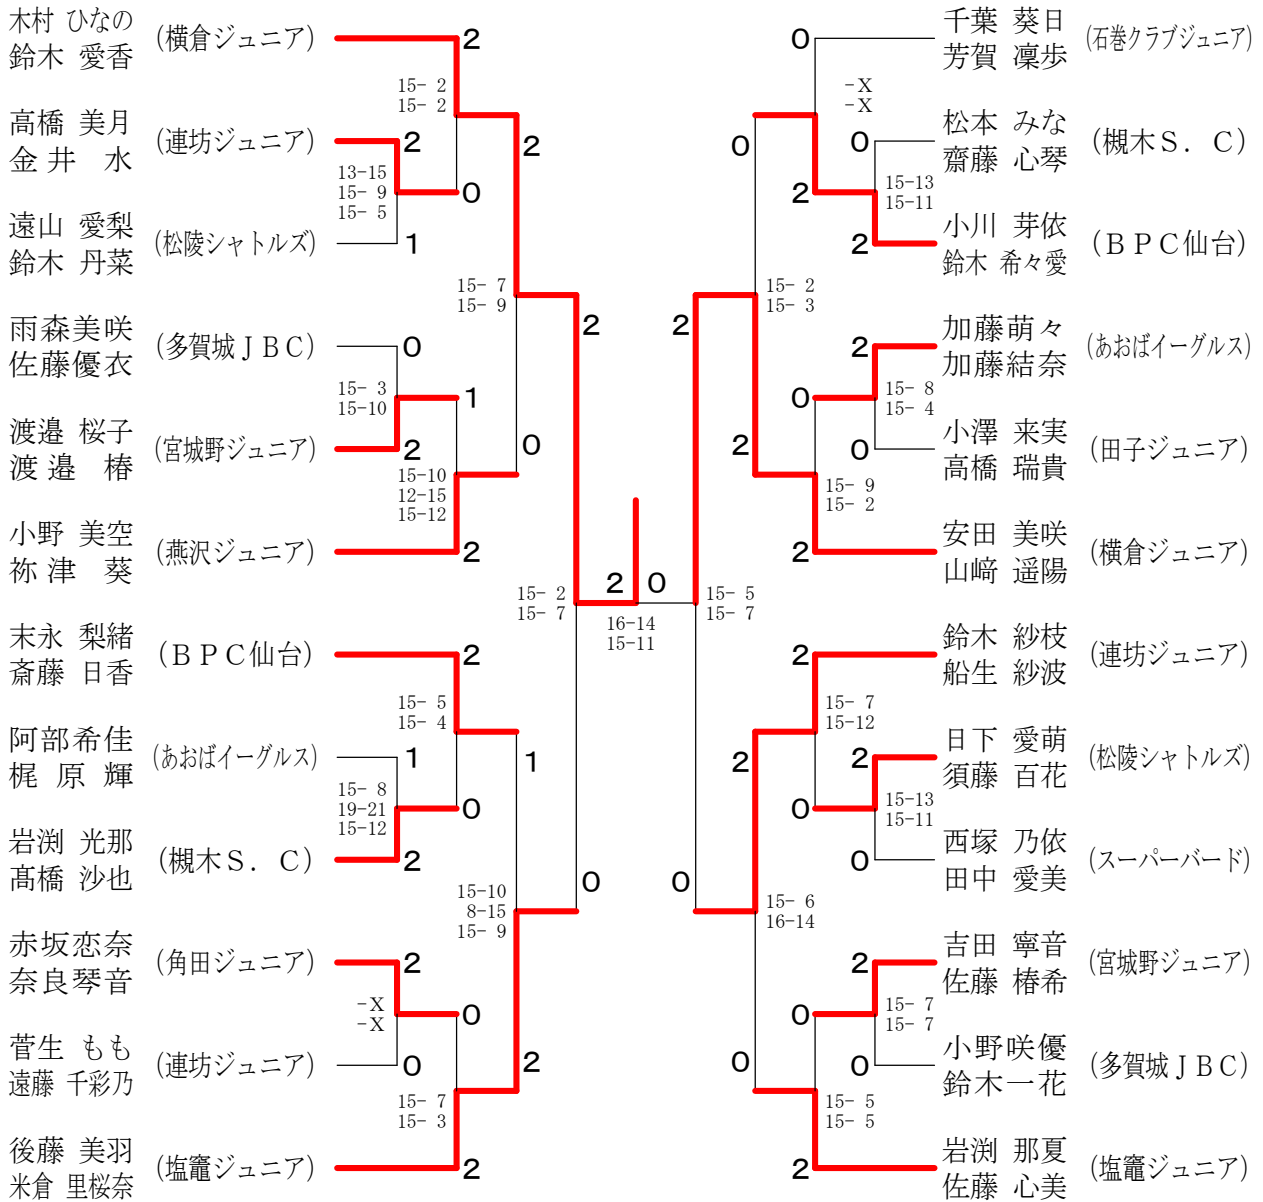 木村 ひなの
鈴木 愛香
(横倉ジュニア)
2
15- 2
15- 2
高橋 美月
金井 水
(連坊ジュニア)
2
13-15
15- 9
15- 5
0
2
遠山 愛梨
鈴木 丹菜
(松陵シャトルズ)
1
15- 7
15- 9
2
雨森美咲
佐藤優衣
(多賀城ＪＢＣ)
0
15- 3
15-10
1
渡邉 桜子
渡邉 椿
(宮城野ジュニア)
2
0
15-10
12-15
15-12
小野 美空
祢津 葵
(燕沢ジュニア)
2
15- 2
15- 7
2
0
16-14
15-11
末永 梨緒
斎藤 日香
(ＢＰＣ仙台)
2
15- 5
15- 4
阿部希佳
梶原輝
(あおばイーグルス)
1
1
15- 8
19-21
15-12
0
岩渕 光那
髙橋 沙也
(槻木Ｓ．Ｃ)
2
15-10
8-15
15- 9
0
赤坂恋奈
奈良琴音
(角田ジュニア)
2
-X
-X
0
菅生 もも
遠藤 千彩乃
(連坊ジュニア)
0
2
15- 7
15- 3
後藤 美羽
米倉 里桜奈
(塩竈ジュニア)
2
0
千葉 葵日
芳賀 凜歩
(石巻クラブジュニア)
-X
-X
0
0
松本 みな
齋藤 心琴
(槻木Ｓ．Ｃ)
2
15-13
15-11
2
小川 芽依
鈴木 希々愛
(ＢＰＣ仙台)
15- 2
15- 3
2
2
加藤萌々
加藤結奈
(あおばイーグルス)
0
15- 8
15- 4
2
0
小澤 来実
高橋 瑞貴
(田子ジュニア)
15- 9
15- 2
2
安田 美咲
山﨑 遥陽
(横倉ジュニア)
15- 5
15- 7
2
鈴木 紗枝
船生 紗波
(連坊ジュニア)
15- 7
15-12
2
2
日下 愛萌
須藤 百花
(松陵シャトルズ)
0
15-13
15-11
0
西塚 乃依
田中 愛美
(スーパーバード)
0
15- 6
16-14
2
吉田 寧音
佐藤 椿希
(宮城野ジュニア)
0
15- 7
15- 7
0
0
小野咲優
鈴木一花
(多賀城ＪＢＣ)
15- 5
15- 5
2
岩渕 那夏
佐藤 心美
(塩竈ジュニア)